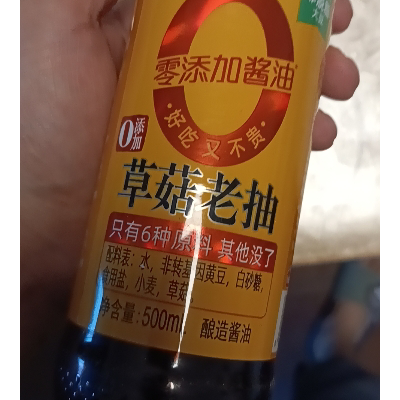 零添加酱油
好吃又不贵
0添加
草菇老抽
只有6种原料 其他没了
配料表：水，非转基因黄豆，白砂糖，
食用盐，小麦，草菇
净含量：500mL 酿造酱油